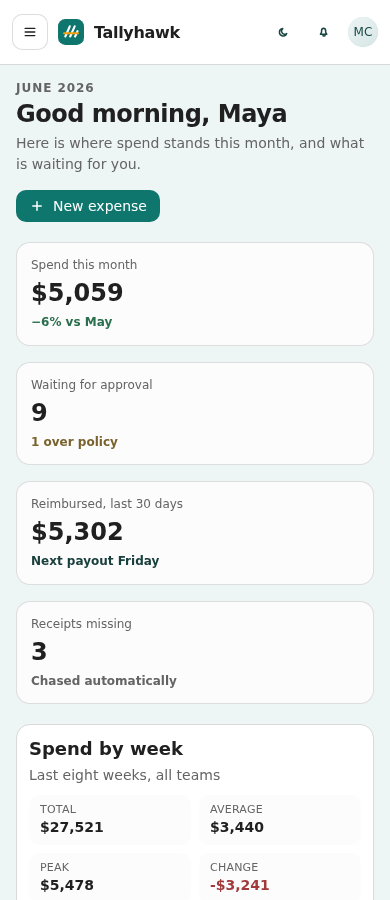 Tallyhawk
MC
JUNE 2026
Good morning, Maya
Here is where spend stands this month, and what
is waiting for you.
+ New expense
Spend this month
$5,059
−6% vs May
Waiting for approval
9
1 over policy
Reimbursed, last 30 days
$5,302
Next payout Friday
Receipts missing
3
Chased automatically
Spend by week
Last eight weeks, all teams
TOTAL
$27,521
AVERAGE
$3,440
PEAK
$5,478
CHANGE
-$3,241